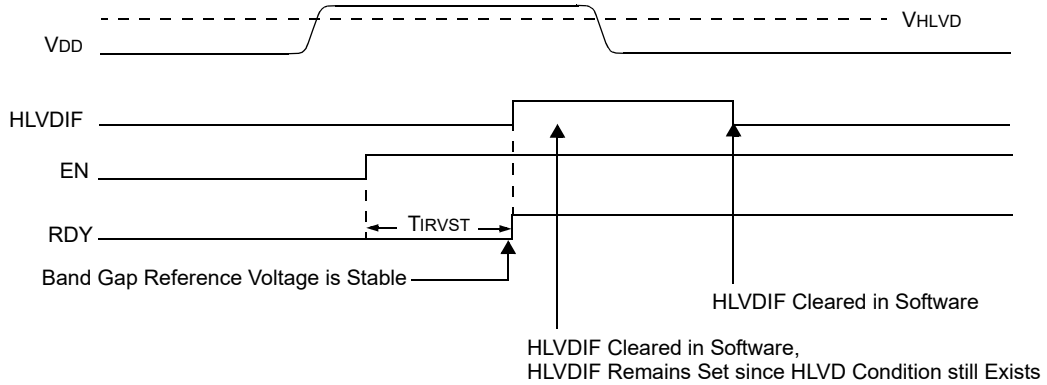 VHLVD
VDD
HLVDIF
EN
TIRVST
RDY
Band Gap Reference Voltage is Stable
HLVDIF Cleared in Software
HLVDIF Cleared in Software,
HLVDIF Remains Set since HLVD Condition still Exists